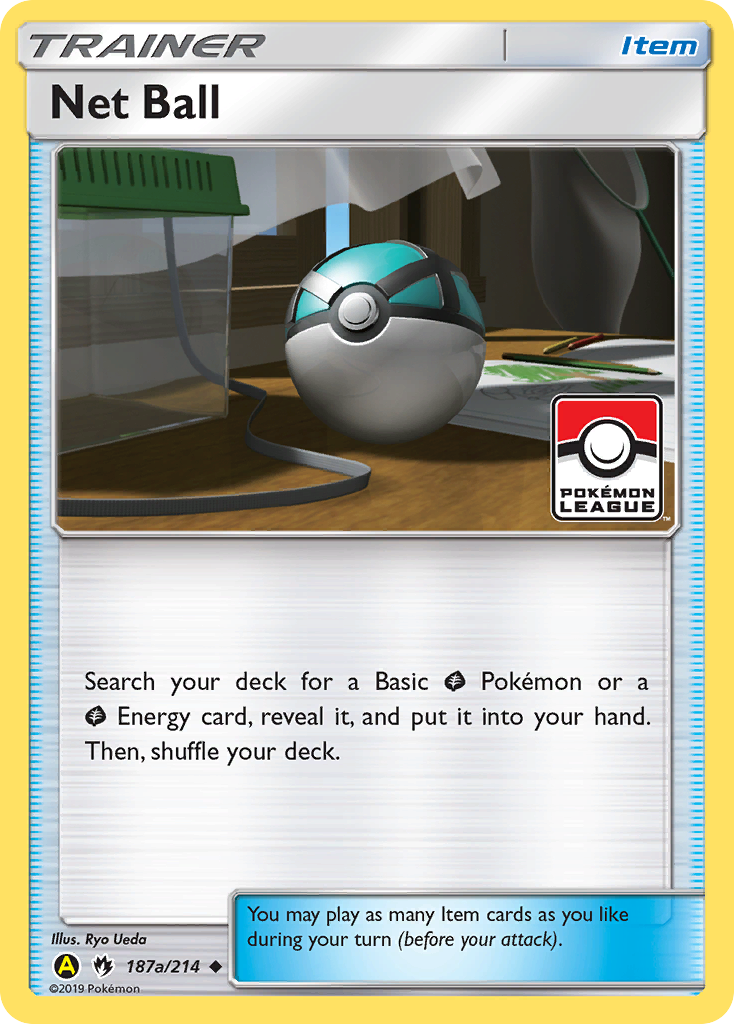 TRAINER
Item
Net Ball
POKÉMON
LEAGUE
TM
Search your deck for a Basic Pokémon or a
Energy card, reveal it, and put it into your hand.
Then, shuffle your deck.
You may play as many Item cards as you like
during your turn (before your attack).
Illus. Ryo Ueda
A 187a/214
©2019 Pokémon